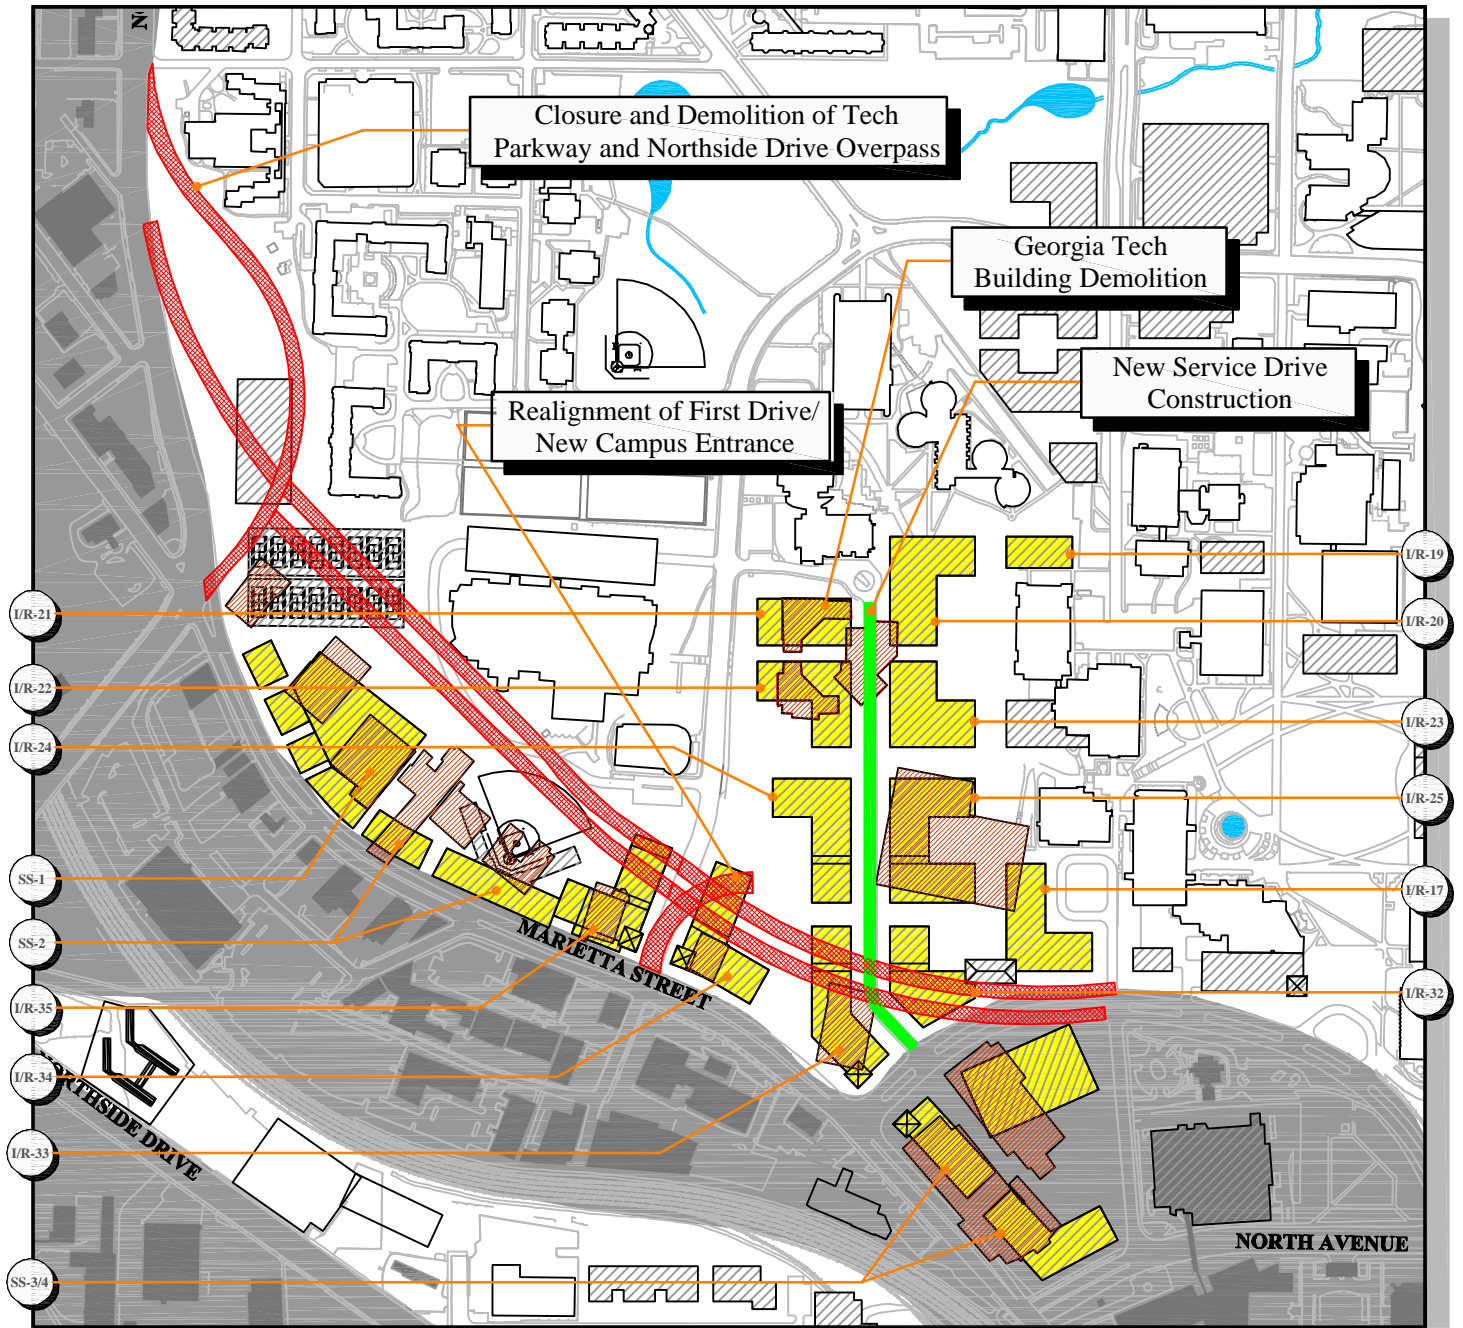 Closure and Demolition of Tech
Parkway and Northside Drive Overpass
Georgia Tech
Building Demolition
New Service Drive
Construction
Realignment of First Drive/
New Campus Entrance
I/R-19
I/R-21
I/R-20
I/R-22
I/R-23
I/R-24
I/R-25
SS-1
I/R-17
SS-2
MARIETTA STREET
I/R-32
I/R-35
I/R-34
NORTHSIDE DRIVE
I/R-33
NORTH AVENUE
SS-3/4